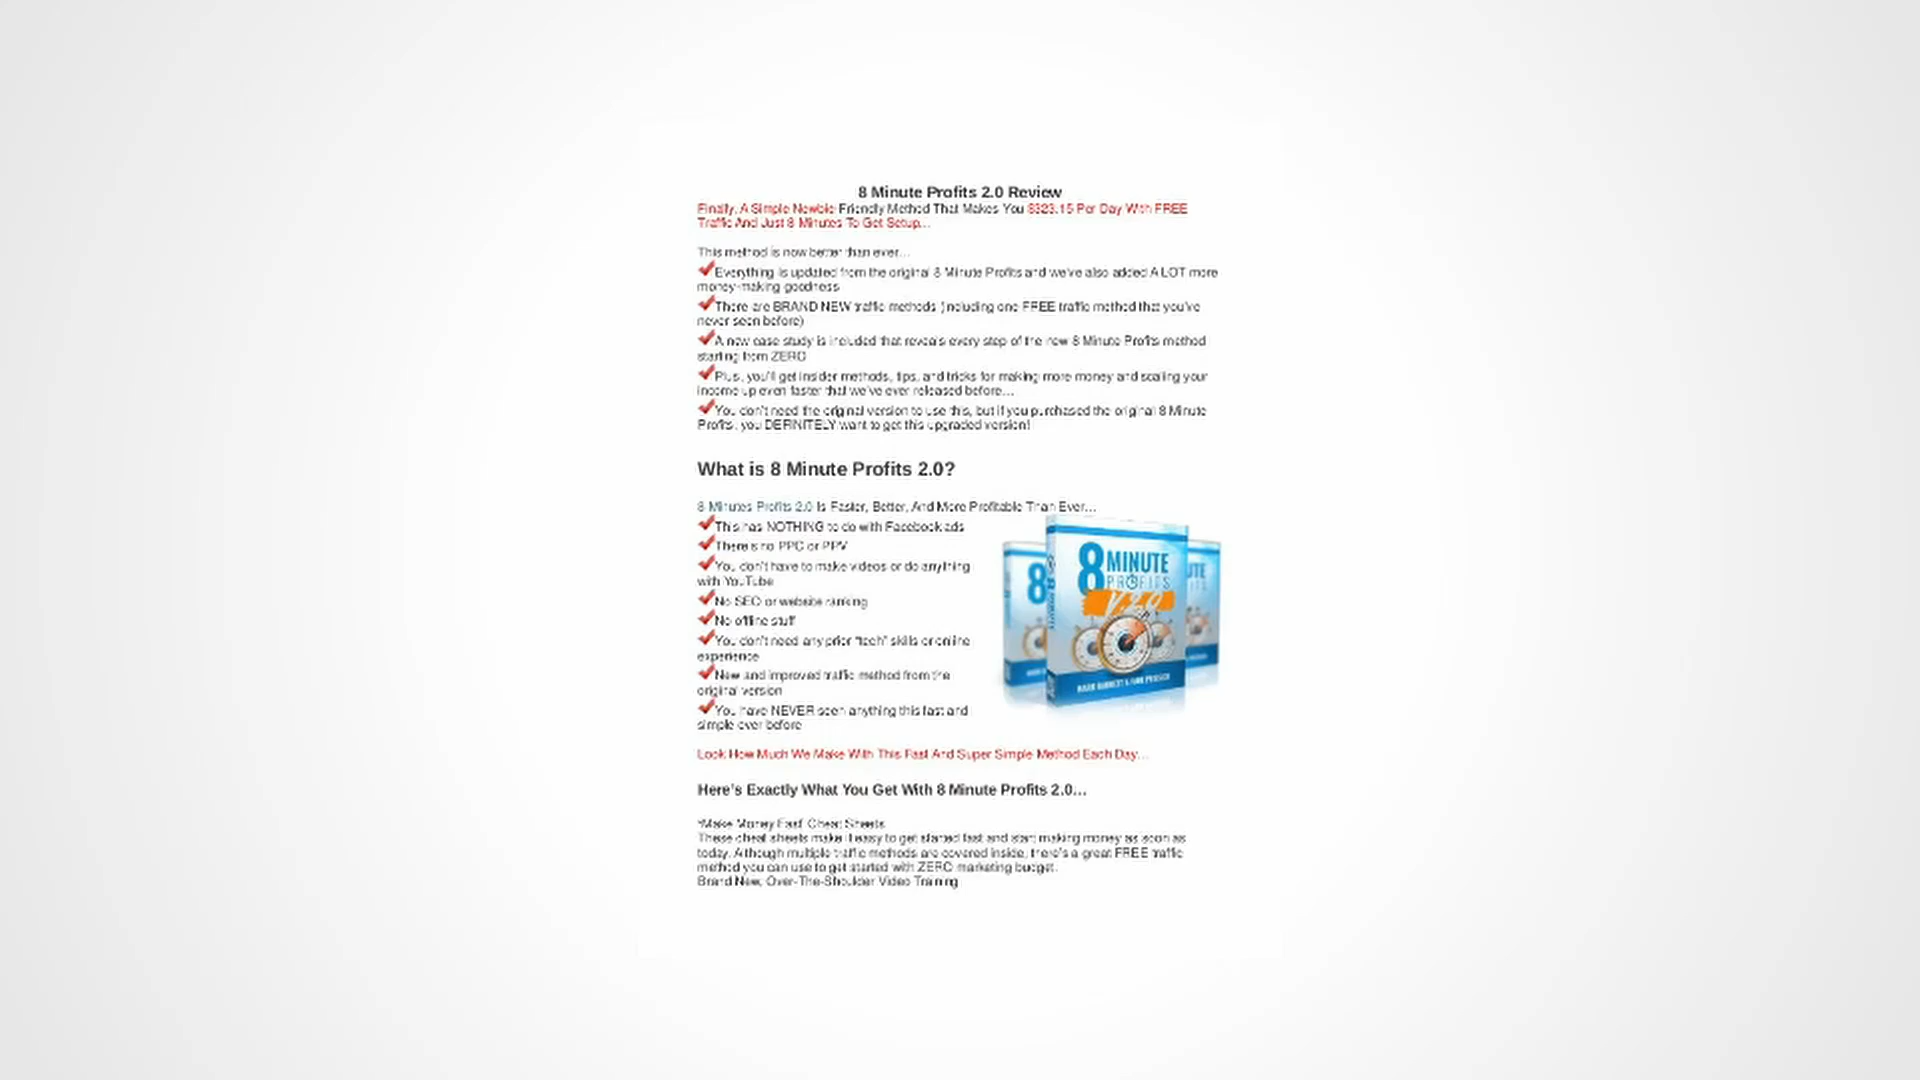 8 Minute Profits 2.0 Review
Finally, A Simple Newbie Friendly Method That Makes You $323.15 Per Day With FREE
Traffic And Just 8 Minutes To Get Setup...
This method is now better than ever...
Everything is updated from the original 8 Minute Profits and we've also added A LOT more
money-making goodness
There are BRAND NEW traffic methods (including one FREE traffic method that you've
never seen before)
A new case study is included that reveals every step of the new 8 Minute Profits method
starting from ZERO
Plus, you'll get insider methods, tips, and tricks for making more money and scaling your
income up even faster that we've ever released before...
You don't need the original version to use this, but if you purchased the original 8 Minute
Profits, you DEFINITELY want to get this upgraded version!
What is 8 Minute Profits 2.0?
8 Minutes Profits 2.0 Is Faster, Better, And More Profitable Than Ever...
This has NOTHING to do with Facebook ads
There's no PPC or PPV
You don't have to make videos or do anything
with YouTube
No SEO or website ranking
No offline stuff
You don't need any prior "tech" skills or online
experience
New and improved traffic method from the
original version
You have NEVER seen anything this fast and
simple ever before
8 MINUTE
PROFITS
V2.0
Look How Much We Make With This Fast And Super Simple Method Each Day...
Here's Exactly What You Get With 8 Minute Profits 2.0...
'Make Money Fast' Cheat Sheets
These cheat sheets make it easy to get started fast and start making money as soon as
today. Although multiple traffic methods are covered inside, there's a great FREE traffic
method you can use to get started with ZERO marketing budget.
Brand New, Over-The-Shoulder Video Training